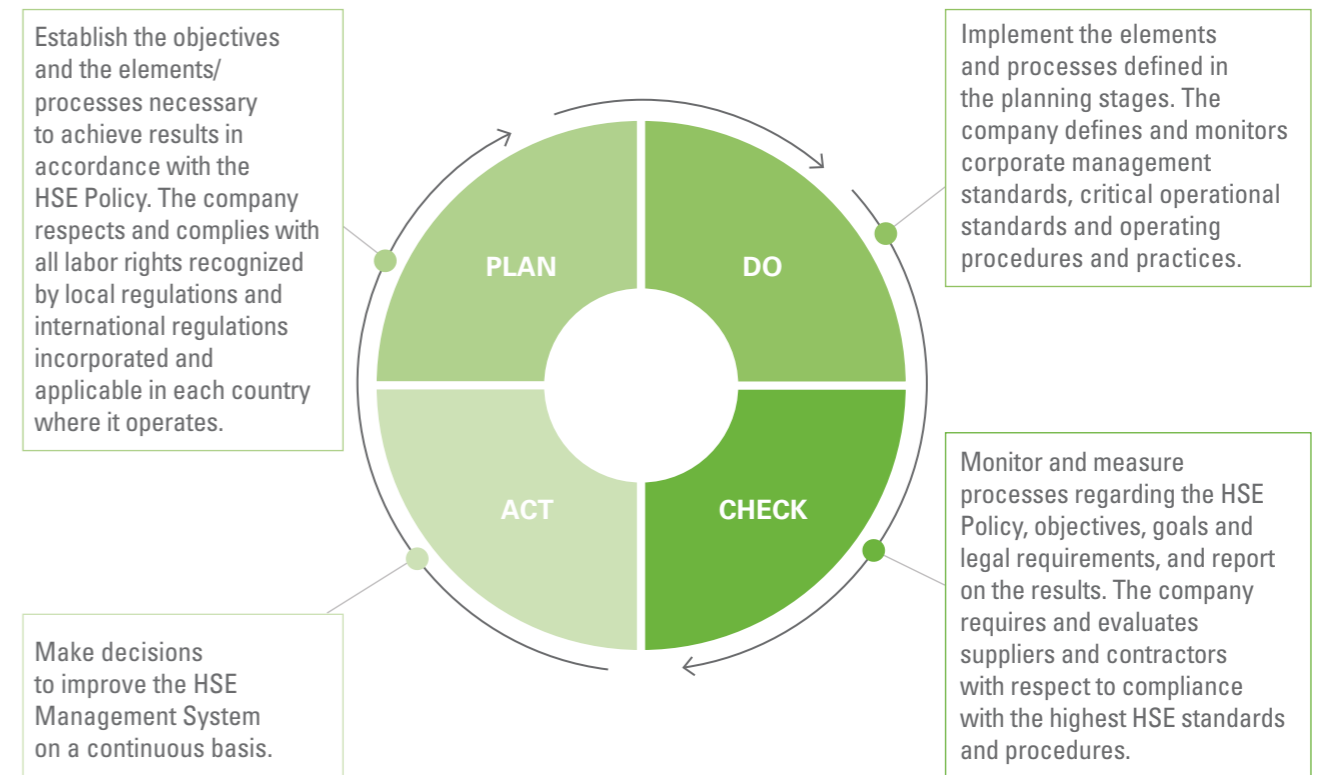 Establish the objectives
and the elements/
processes necessary
to achieve results in
accordance with the
HSE Policy. The company
respects and complies with
all labor rights recognized
by local regulations and
international regulations
incorporated and
applicable in each country
where it operates.
PLAN
DO
Implement the elements
and processes defined in
the planning stages. The
company defines and monitors
corporate management
standards, critical operational
standards and operating
procedures and practices.
ACT
CHECK
Monitor and measure
processes regarding the HSE
Policy, objectives, goals and
legal requirements, and report
on the results. The company
requires and evaluates
suppliers and contractors
with respect to compliance
with the highest HSE standards
and procedures.
Make decisions
to improve the HSE
Management System
on a continuous basis.